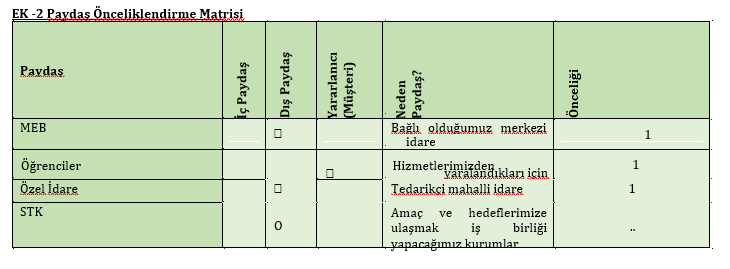 EK -2 Paydaş Önceliklendirme Matrisi
Paydaş
İç Paydaş
Dış Paydaş
Yararlanıcı
(Müşteri)
Neden
Paydaş?
Önceliği
MEB
Bağlı olduğumuz merkezi
idare
1
Öğrenciler
Hizmetlerimizden
yaralandıkları için
1
Özel İdare
Tedarikçi mahalli idare
1
STK
O
Amaç ve hedeflerimize
ulaşmak iş birliği
yapacağımız kurumlar
..